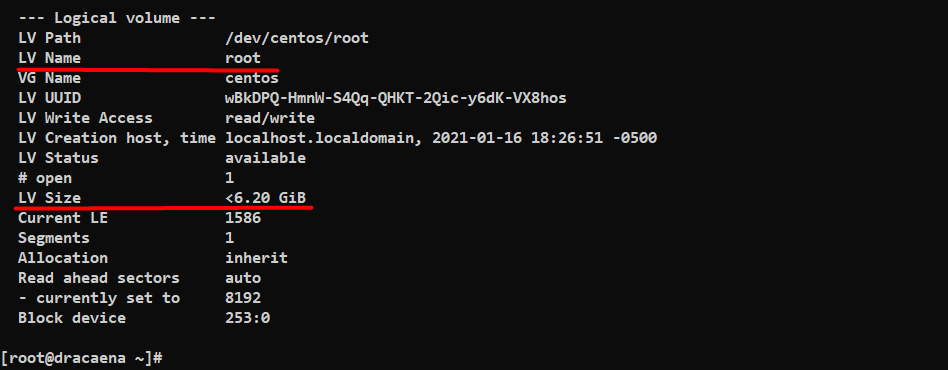 --- Logical volume ---
LV Path                /dev/centos/root
LV Name                root
VG Name                centos
LV UUID                wBkDPQ-HmnW-S4Qq-QHKT-2Qic-y6dK-VX8hos
LV Write Access        read/write
LV Creation host, time localhost.localdomain, 2021-01-16 18:26:51 -0500
LV Status              available
# open                 1
LV Size                <6.20 GiB
Current LE             1586
Segments               1
Allocation             inherit
Read ahead sectors     auto
- currently set to     8192
Block device           253:0
[root@dracaena ~]#